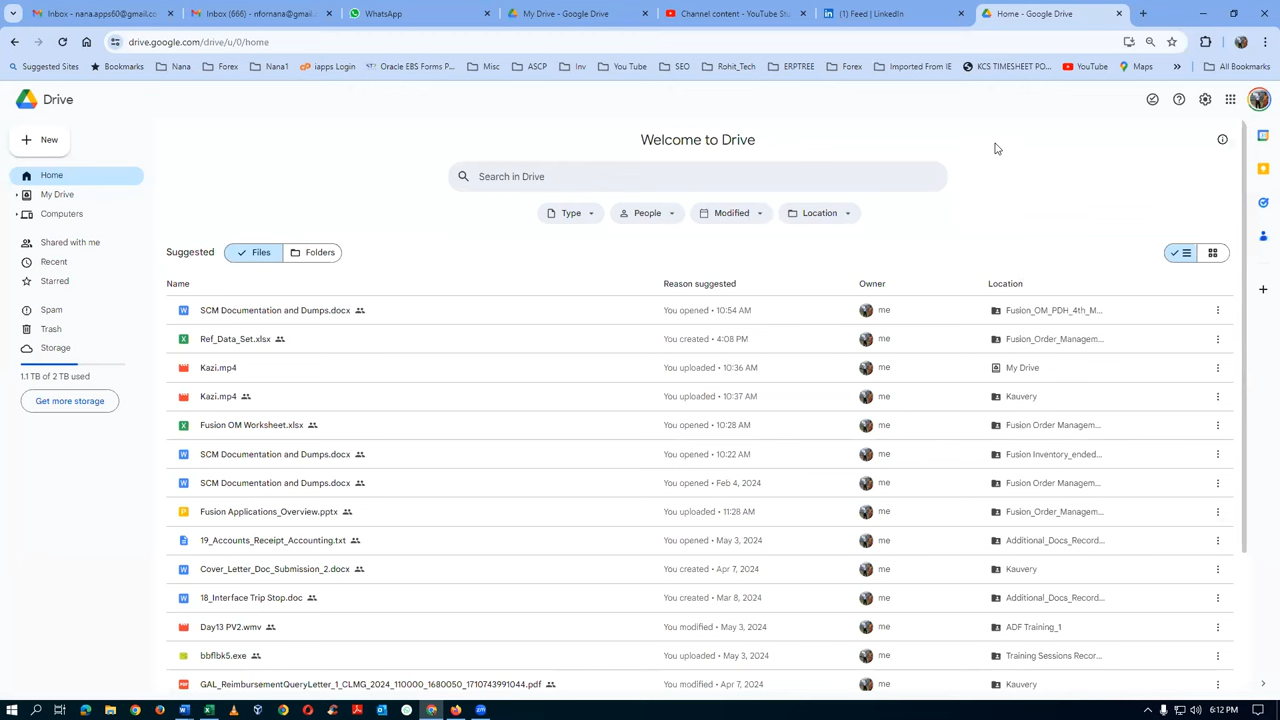 Inbox (47) - nana.apps60@gmail.co
Inbox (666) - nfornana@gmail.
WhatsApp
My Drive - Google Drive
Channel content - YouTube Stu
(1) Feed | LinkedIn
Home - Google Drive
drive.google.com/drive/u/0/home
Suggested Sites
Bookmarks
Nana
Forex
Nana1
iapps Login
Oracle EBS Forms P...
Misc
ASCP
Inv
You Tube
SEO
Rohit_Tech
ERPTREE
Forex
Imported From IE
KCS TIMESHEET PO...
YouTube
Maps
All Bookmarks
Drive
New
Welcome to Drive
Search in Drive
Home
My Drive
Computers
Shared with me
Recent
Starred
Spam
Trash
Storage
1.1 TB of 2 TB used
Get more storage
Type
People
Modified
Location
Suggested
Files
Folders
Name Reason suggested Owner Location
SCM Documentation and Dumps.docx You opened • 10:54 AM me Fusion_OM_PDH_4th_M...
Ref_Data_Set.xlsx You created • 4:08 PM me Fusion_Order_Managem...
Kazi.mp4 You uploaded • 10:36 AM me My Drive
Kazi.mp4 You uploaded • 10:37 AM me Kauvery
Fusion OM Worksheet.xlsx You opened • 10:28 AM me Fusion Order Managem...
SCM Documentation and Dumps.docx You opened • 10:22 AM me Fusion Inventory_ended...
SCM Documentation and Dumps.docx You opened • Feb 4, 2024 me Fusion Order Managem...
Fusion Applications_Overview.pptx You uploaded • 11:28 AM me Fusion_Order_Managem...
19_Accounts_Receipt_Accounting.txt You opened • May 3, 2024 me Additional_Docs_Record...
Cover_Letter_Doc_Submission_2.docx You created • Apr 7, 2024 me Kauvery
18_Interface Trip Stop.doc You created • Mar 8, 2024 me Additional_Docs_Record...
Day13 PV2.wmv You modified • May 3, 2024 me ADF Training_1
bbflbk5.exe You uploaded • May 3, 2024 me Training Sessions Recor...
GAL_ReimbursementQueryLetter_1_CLMG_2024_110000_1680050_1710743991044.pdf You modified • Apr 7, 2024 me Kauvery
6:12 PM